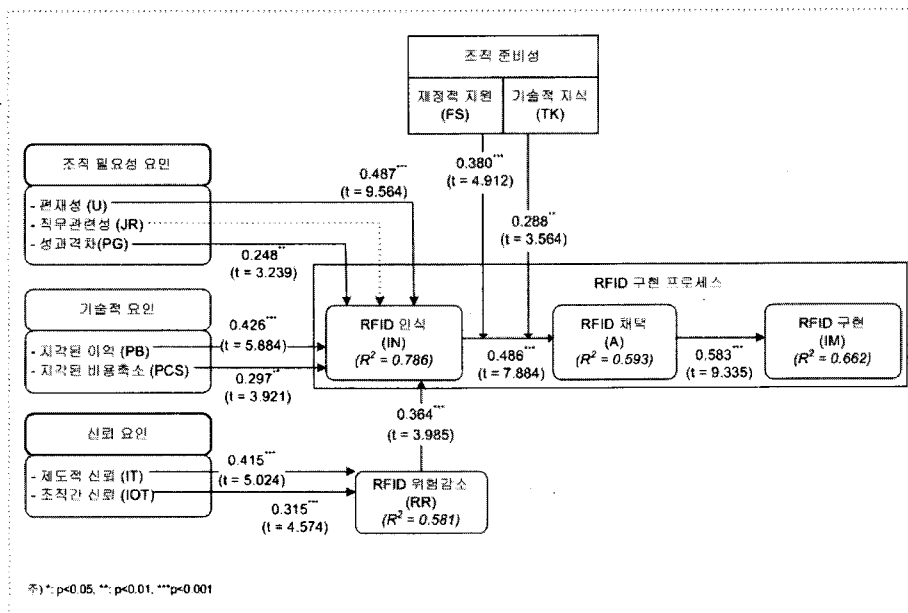 조직 준비성
재정적 지원
(FS)
기술적 지식
(TK)
조직 필요성 요인
- 편재성 (U)
- 직무관련성 (JR)
- 성과격차(PG)
0.487***
(t = 9.564)
0.380***
(t = 4.912)
0.288**
(t = 3.564)
0.248**
(t = 3.239)
RFID 구현 프로세스
기술적 요인
- 지각된 이익 (PB)
- 지각된 비용축소 (PCS)
0.426***
(t = 5.884)
0.297**
(t = 3.921)
RFID 인식
(IN)
(R² = 0.786)
0.486***
(t = 7.884)
RFID 채택
(A)
(R² = 0.593)
0.583***
(t = 9.335)
RFID 구현
(IM)
(R² = 0.662)
0.364***
(t = 3.985)
신뢰 요인
- 제도적 신뢰 (IT)
- 조직간 신뢰 (IOT)
0.415***
(t = 5.024)
0.315***
(t = 4.574)
RFID 위험감소
(RR)
(R² = 0.581)
주) *: p<0.05, **: p<0.01, ***p<0.001